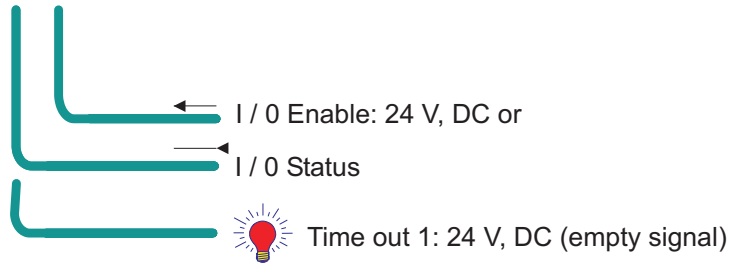 I / 0 Enable: 24 V, DC or
I / 0 Status
Time out 1: 24 V, DC (empty signal)